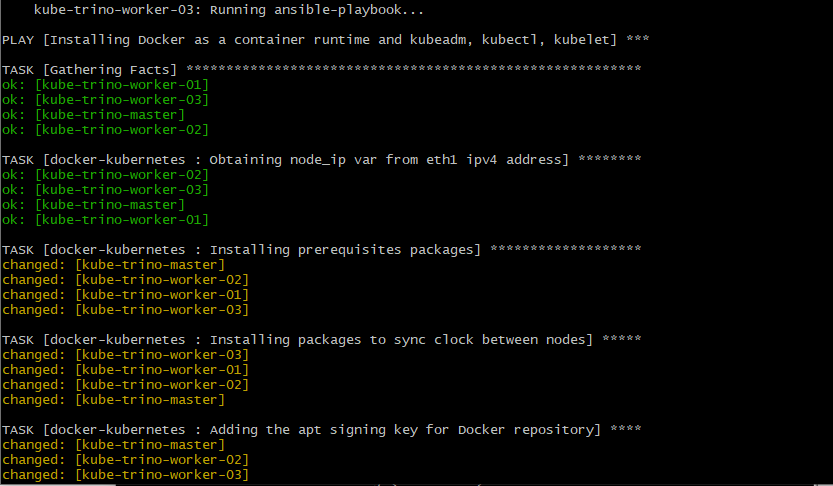 kube-trino-worker-03: Running ansible-playbook...
PLAY [Installing Docker as a container runtime and kubeadm, kubectl, kubelet] ***
TASK [Gathering Facts] *********************************************************
ok: [kube-trino-worker-01]
ok: [kube-trino-worker-03]
ok: [kube-trino-master]
ok: [kube-trino-worker-02]
TASK [docker-kubernetes : Obtaining node_ip var from eth1 ipv4 address] ********
ok: [kube-trino-worker-02]
ok: [kube-trino-worker-03]
ok: [kube-trino-master]
ok: [kube-trino-worker-01]
TASK [docker-kubernetes : Installing prerequisites packages] *******************
changed: [kube-trino-master]
changed: [kube-trino-worker-02]
changed: [kube-trino-worker-01]
changed: [kube-trino-worker-03]
TASK [docker-kubernetes : Installing packages to sync clock between nodes] *****
changed: [kube-trino-worker-03]
changed: [kube-trino-worker-01]
changed: [kube-trino-worker-02]
changed: [kube-trino-master]
TASK [docker-kubernetes : Adding the apt signing key for Docker repository] ****
changed: [kube-trino-master]
changed: [kube-trino-worker-02]
changed: [kube-trino-worker-03]